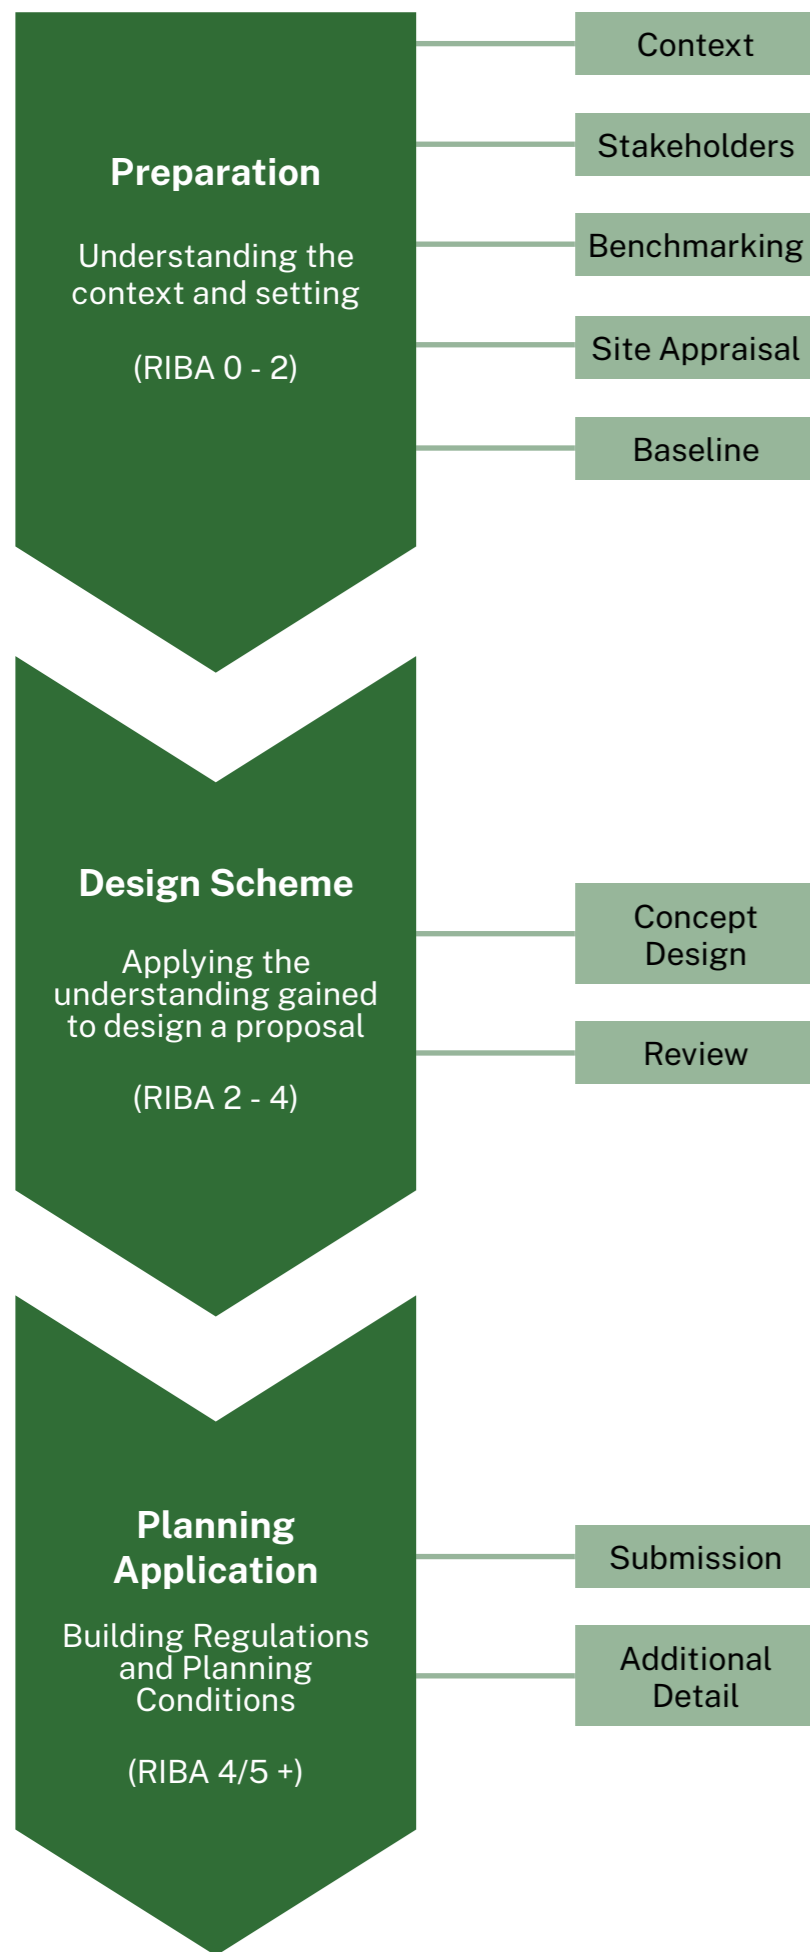 Preparation
Understanding the
context and setting
(RIBA 0 - 2)
Context
Stakeholders
Benchmarking
Site Appraisal
Baseline
Design Scheme
Applying the
understanding gained
to design a proposal
(RIBA 2 - 4)
Concept
Design
Review
Planning
Application
Building Regulations
and Planning
Conditions
(RIBA 4/5 +)
Submission
Additional
Detail